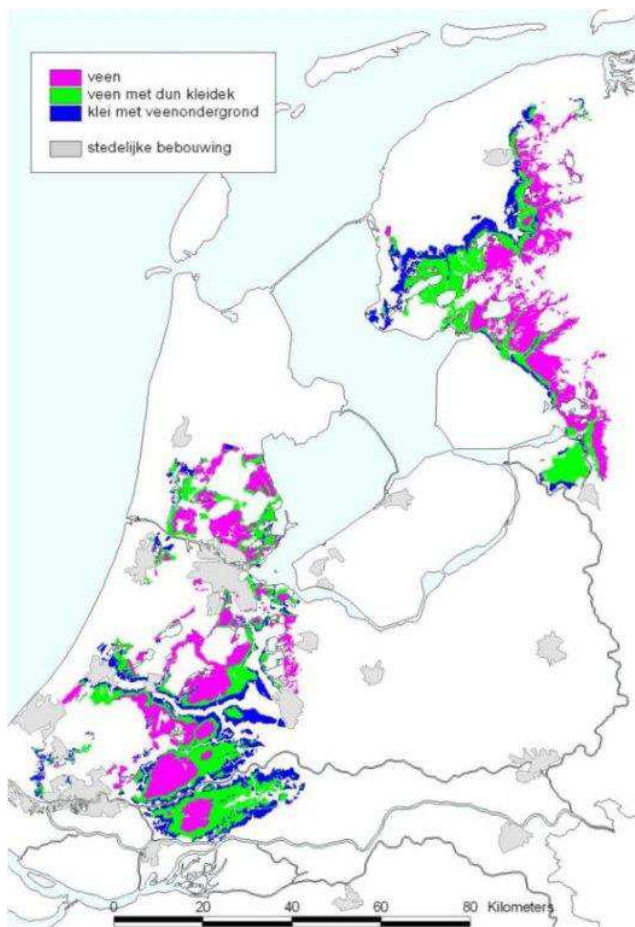 veen
veen met dun kleidek
klei met veenondergrond
stedelijke bebouwing
0 20 40 60 80 Kilometers